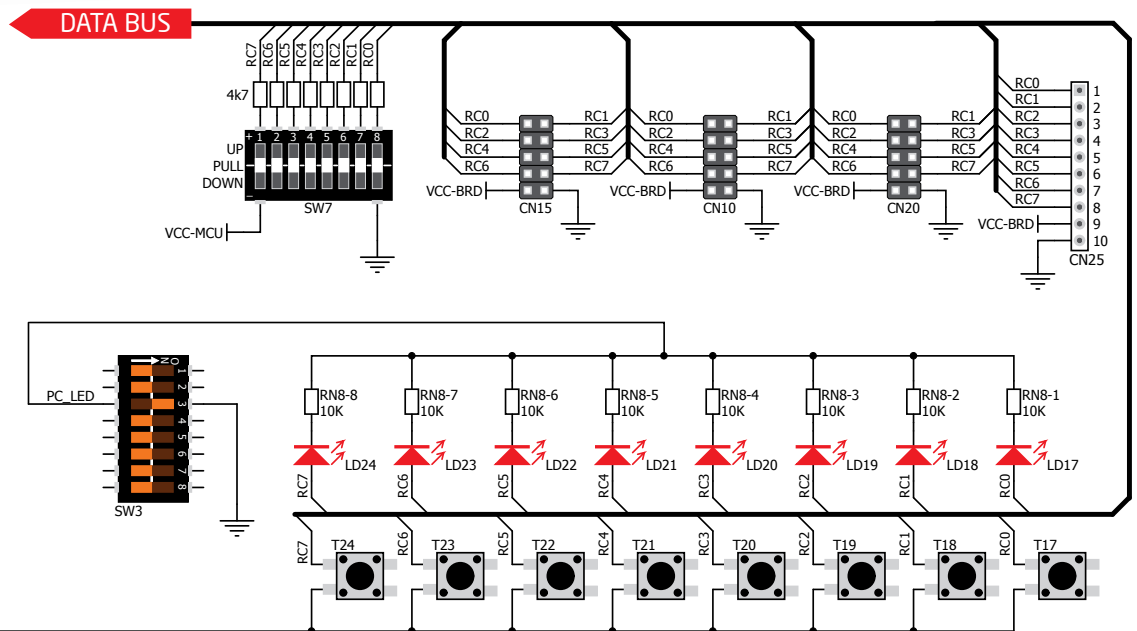 DATA BUS
RC7 RC6 RC5 RC4 RC3 RC2 RC1 RC0
4k7
+ 1 2 3 4 5 6 7 8
UP
PULL
DOWN
_
SW7
VCC-MCU
RC0 RC1
RC2 RC3
RC4 RC5
RC6 RC7
VCC-BRD
CN15
RC0 RC1
RC2 RC3
RC4 RC5
RC6 RC7
VCC-BRD
CN10
RC0 RC1
RC2 RC3
RC4 RC5
RC6 RC7
VCC-BRD
CN20
RC0 1
RC1 2
RC2 3
RC3 4
RC4 5
RC5 6
RC6 7
RC7 8
VCC-BRD 9
10
CN25
PC_LED
ON
1
2
3
4
5
6
7
8
SW3
RN8-8 RN8-7 RN8-6 RN8-5 RN8-4 RN8-3 RN8-2 RN8-1
10K 10K 10K 10K 10K 10K 10K 10K
LD24 LD23 LD22 LD21 LD20 LD19 LD18 LD17
RC7 RC6 RC5 RC4 RC3 RC2 RC1 RC0
RC7 RC6 RC5 RC4 RC3 RC2 RC1 RC0
T24 T23 T22 T21 T20 T19 T18 T17